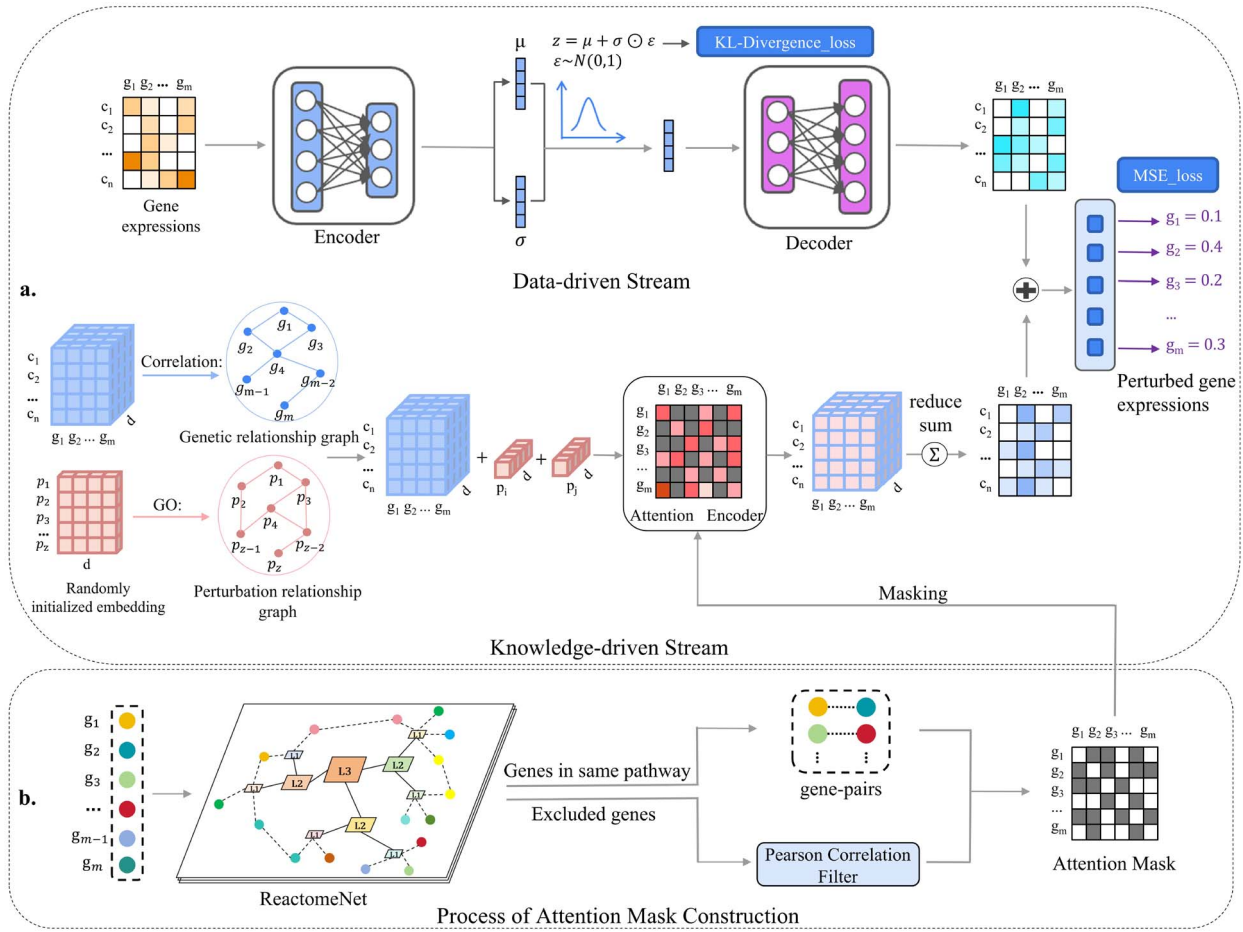 μ
z = μ + σ ⊙ ε
ε~N(0,1)
KL-Divergence_loss
g1 g2 ... gm
c1
c2
...
cn
Gene
expressions
Encoder
σ
Decoder
g1 g2 ... gm
c1
c2
...
cn
MSE_loss
g1 = 0.1
g2 = 0.4
g3 = 0.2
...
gm = 0.3
Perturbed gene
expressions
Data-driven Stream
a.
c1
c2
...
cn
g1 g2 ... gm
d
Correlation:
g1
g2
g3
g4
gm−1
gm−2
gm
Genetic relationship graph
p1
p2
p3
...
pz
d
Randomly
initialized embedding
GO:
p1
p2
p3
p4
pz−1
pz−2
pz
Perturbation relationship
graph
c1
c2
...
cn
g1 g2 ... gm
d
+
pi
d
+
pj
d
g1 g2 g3 ... gm
g1
g2
g3
...
gm
Attention Encoder
c1
c2
...
cn
g1 g2 ... gm
d
reduce
sum
Σ
g1 g2 ... gm
c1
c2
...
cn
Masking
Knowledge-driven Stream
b.
g1
g2
g3
...
gm−1
gm
L1
L1
L2
L3
L2
L1
L1
L2
L1
L1
ReactomeNet
Genes in same pathway
Excluded genes
gene-pairs
Pearson Correlation
Filter
g1 g2 g3 ... gm
g1
g2
g3
...
gm
Attention Mask
Process of Attention Mask Construction